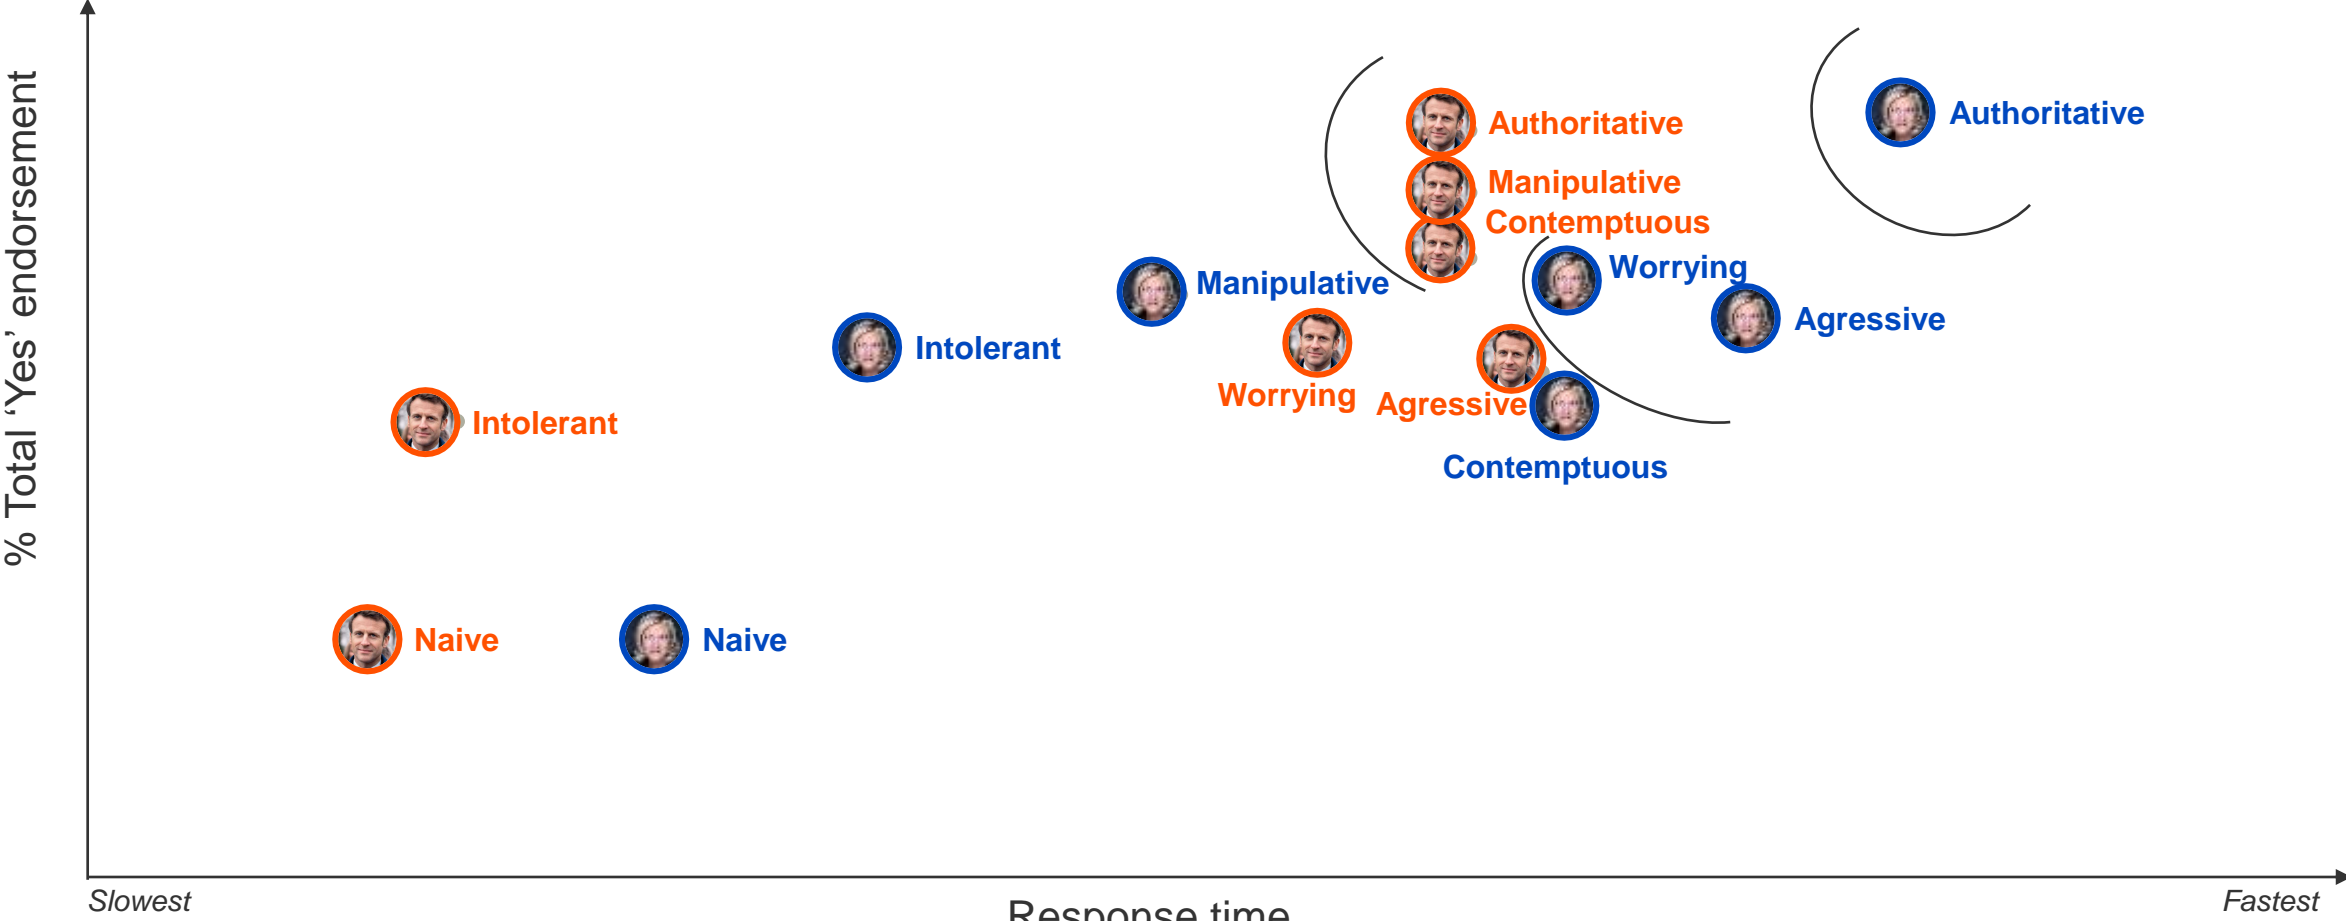 % Total ‘Yes’ endorsement
Authoritative
Authoritative
Manipulative
Contemptuous
Worrying
Manipulative
Agressive
Intolerant
Worrying
Agressive
Intolerant
Contemptuous
Naive
Naive
Slowest
Response time
Fastest